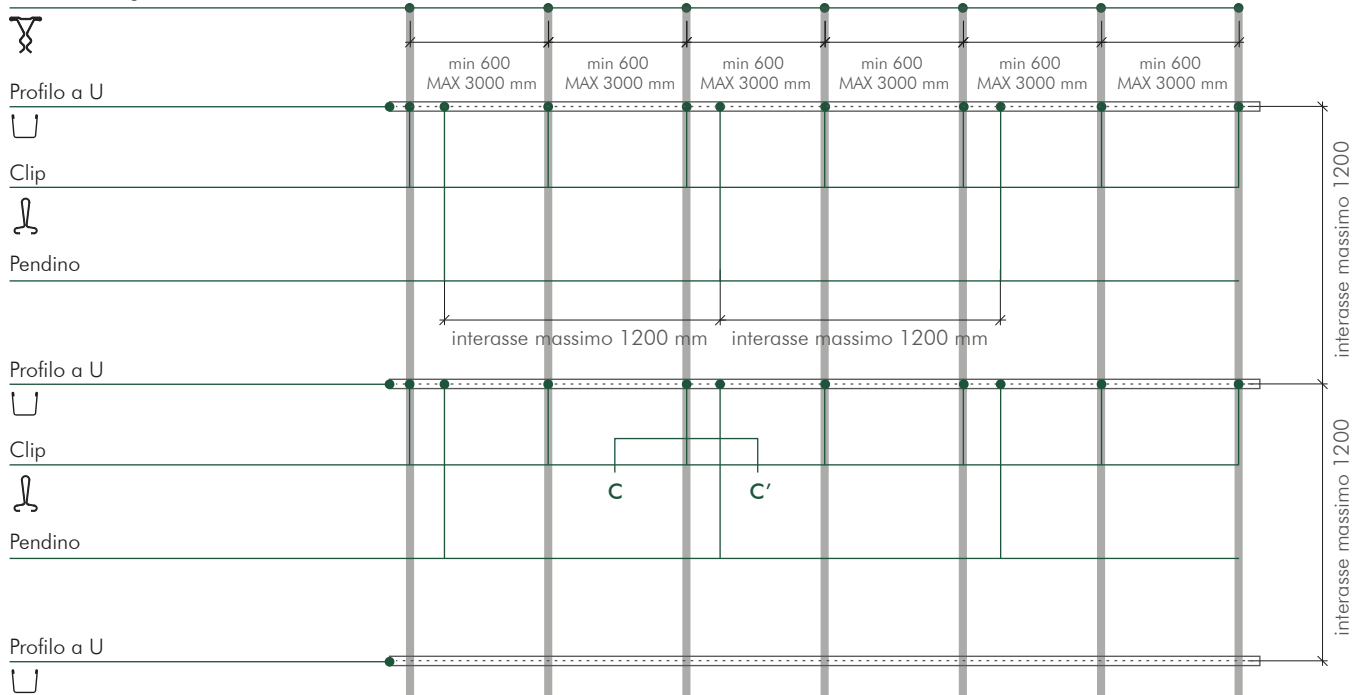 min 600 min 600 min 600 min 600 min 600 min 600
MAX 3000 mm MAX 3000 mm MAX 3000 mm MAX 3000 mm MAX 3000 mm MAX 3000 mm
Profilo a U
Clip
Pendino
interasse massimo 1200 mm interasse massimo 1200 mm
interasse massimo 1200
Profilo a U
Clip
C C’
Pendino
interasse massimo 1200
Profilo a U